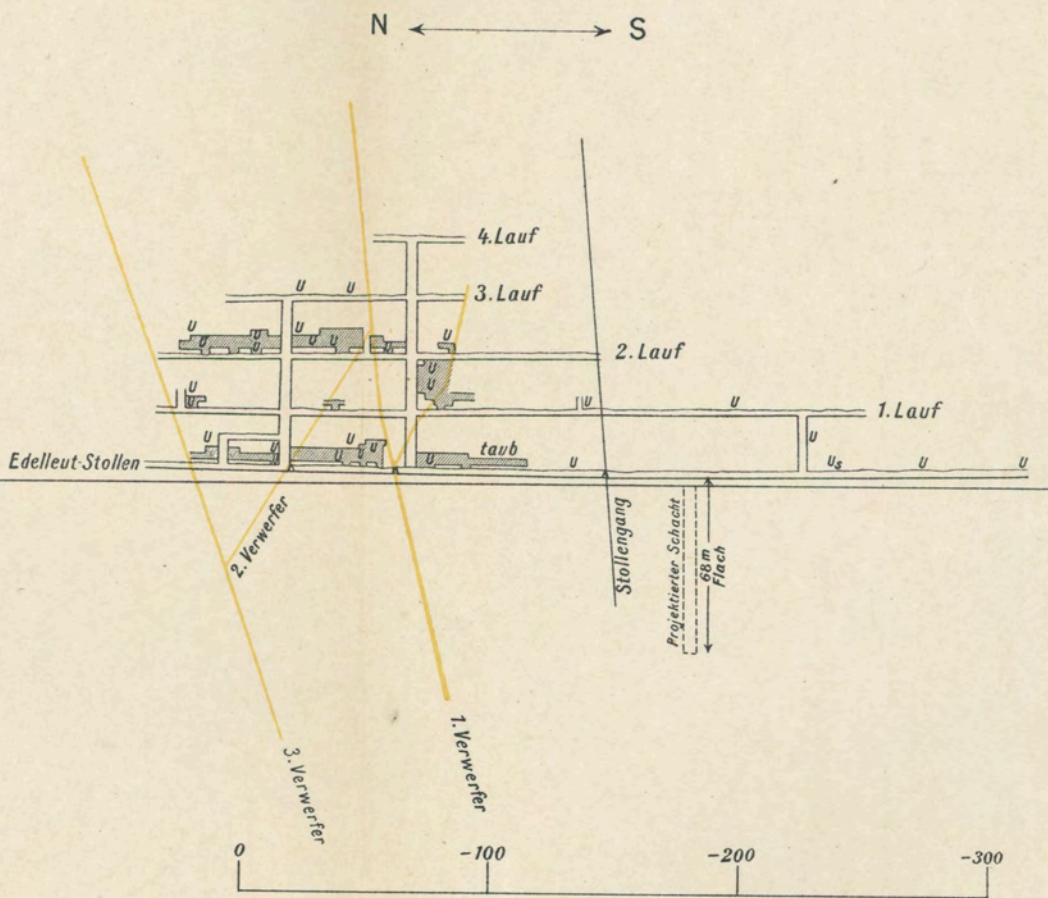 N S
4. Lauf
U U
3. Lauf
U U U
U U U U U
2. Lauf
U
U
U
U
U U
1. Lauf
U U
U U
taub
U
U
U
Edelleut-Stollen
U
Us
U
U
2. Verwerfer
Stollengang
Projektierter Schacht
68 m
Flach
1. Verwerfer
3. Verwerfer
0 -100 -200 -300